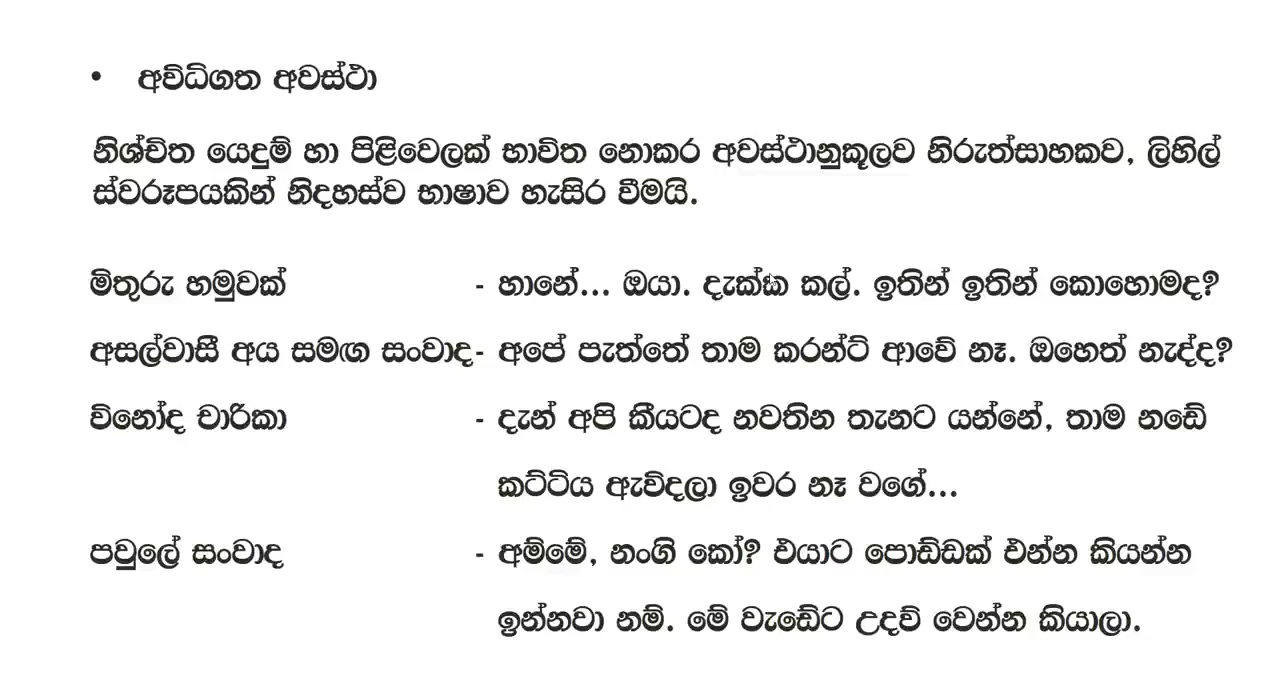 • අවිධිගත අවස්ථා
නිශ්චිත යෙදුම් හා පිළිවෙලක් භාවිත නොකර අවස්ථානුකූලව නිරුත්සාහකව, ලිහිල්
ස්වරූපයකින් නිදහස්ව භාෂාව හැසිර වීමයි.
මිතුරු හමුවක් - හානේ... ඔයා. දැක්ක කල්. ඉතින් ඉතින් කොහොමද?
අසල්වාසී අය සමඟ සංවාද- අපේ පැත්තේ තාම කරන්ට් ආවේ නෑ. ඔහෙත් නැද්ද?
විනෝද චාරිකා - දැන් අපි කීයටද නවතින තැනට යන්නේ, තාම නඩේ
කට්ටිය ඇවිදලා ඉවර නෑ වගේ...
පවුලේ සංවාද - අම්මේ, නංගි කෝ? එයාට පොඩ්ඩක් එන්න කියන්න
ඉන්නවා නම්. මේ වැඩේට උදව් වෙන්න කියාලා.